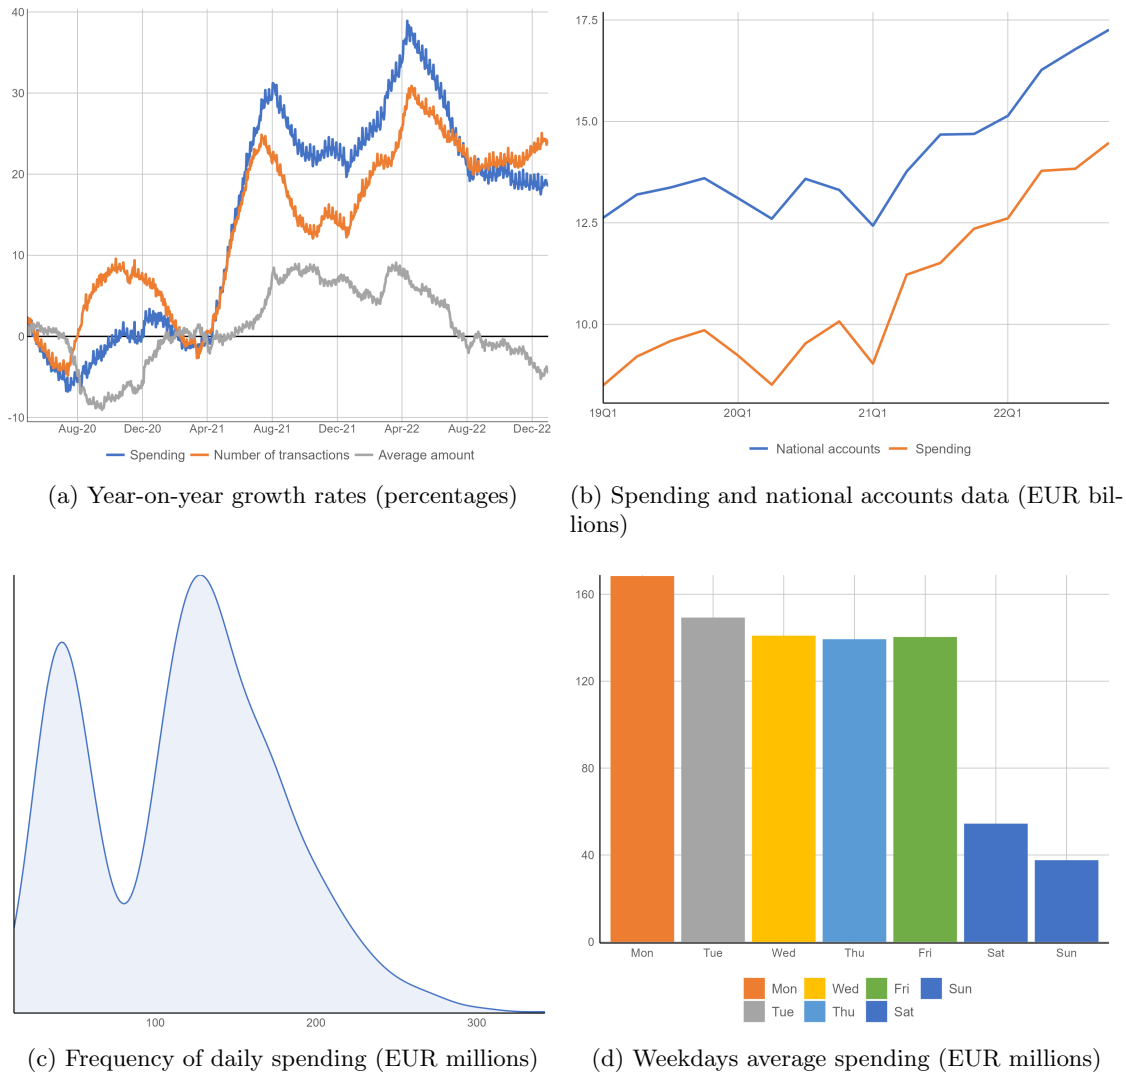 40
30
20
10
0
-10
Aug-20 Dec-20 Apr-21 Aug-21 Dec-21 Apr-22 Aug-22 Dec-22
Spending Number of transactions Average amount
(a) Year-on-year growth rates (percentages)
17.5
15.0
12.5
10.0
19Q1 20Q1 21Q1 22Q1
National accounts Spending
(b) Spending and national accounts data (EUR bil-
lions)
100 200 300
(c) Frequency of daily spending (EUR millions)
160
120
80
40
0
Mon Tue Wed Thu Fri Sat Sun
Mon Wed Fri Sun
Tue Thu Sat
(d) Weekdays average spending (EUR millions)